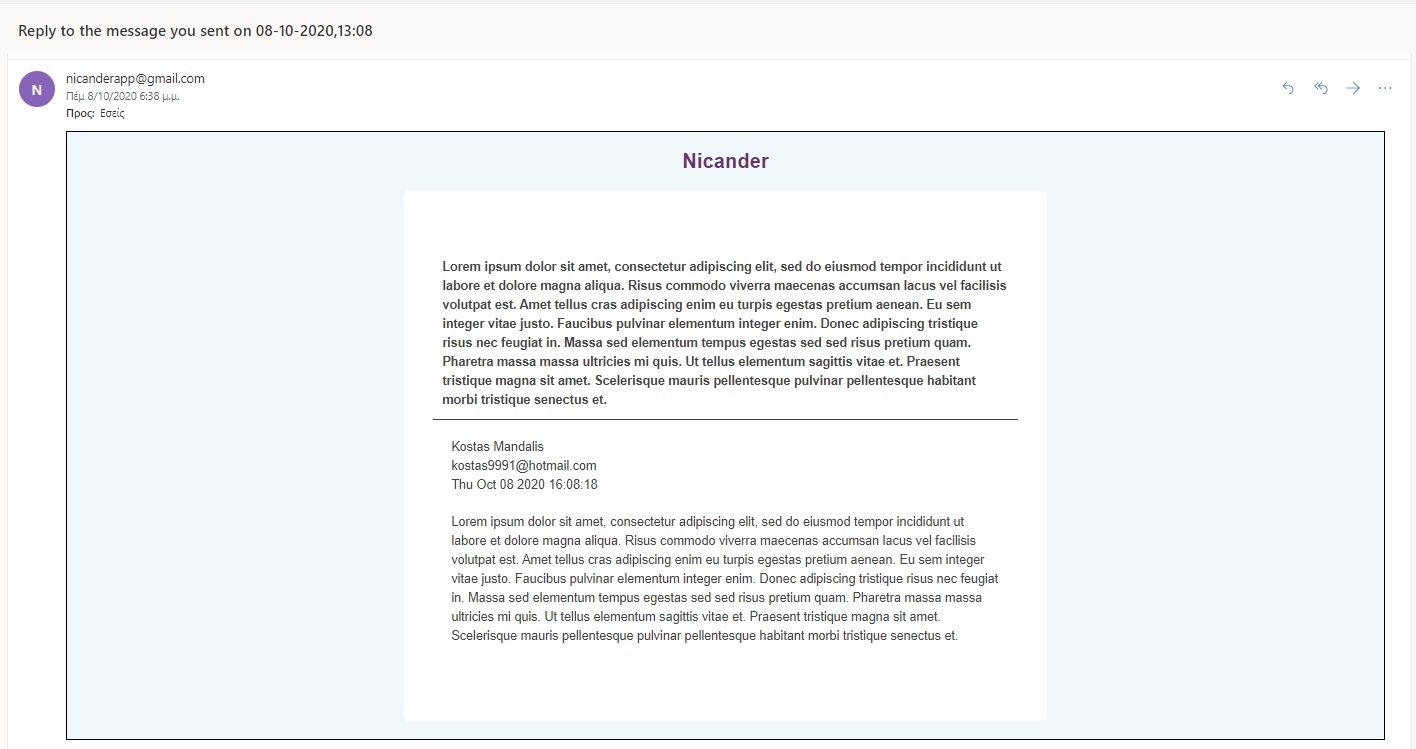 Reply to the message you sent on 08-10-2020,13:08
N
nicanderapp@gmail.com
Πέμ 8/10/2020 6:38 μ.μ.
Προς: Εσείς
Nicander
Lorem ipsum dolor sit amet, consectetur adipiscing elit, sed do eiusmod tempor incididunt ut
labore et dolore magna aliqua. Risus commodo viverra maecenas accumsan lacus vel facilisis
volutpat est. Amet tellus cras adipiscing enim eu turpis egestas pretium aenean. Eu sem
integer vitae justo. Faucibus pulvinar elementum integer enim. Donec adipiscing tristique
risus nec feugiat in. Massa sed elementum tempus egestas sed sed risus pretium quam.
Pharetra massa massa ultricies mi quis. Ut tellus elementum sagittis vitae et. Praesent
tristique magna sit amet. Scelerisque mauris pellentesque pulvinar pellentesque habitant
morbi tristique senectus et.
Kostas Mandalis
kostas9991@hotmail.com
Thu Oct 08 2020 16:08:18
Lorem ipsum dolor sit amet, consectetur adipiscing elit, sed do eiusmod tempor incididunt ut
labore et dolore magna aliqua. Risus commodo viverra maecenas accumsan lacus vel facilisis
volutpat est. Amet tellus cras adipiscing enim eu turpis egestas pretium aenean. Eu sem integer
vitae justo. Faucibus pulvinar elementum integer enim. Donec adipiscing tristique risus nec feugiat
in. Massa sed elementum tempus egestas sed sed risus pretium quam. Pharetra massa massa
ultricies mi quis. Ut tellus elementum sagittis vitae et. Praesent tristique magna sit amet.
Scelerisque mauris pellentesque pulvinar pellentesque habitant morbi tristique senectus et.